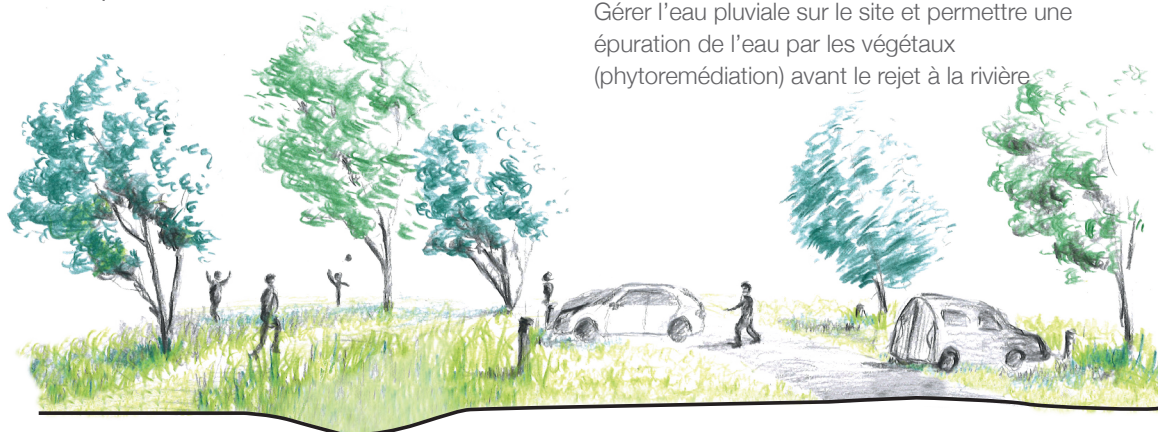 Gérer l’eau pluviale sur le site et permettre une
épuration de l’eau par les végétaux
(phytoremédiation) avant le rejet à la rivière